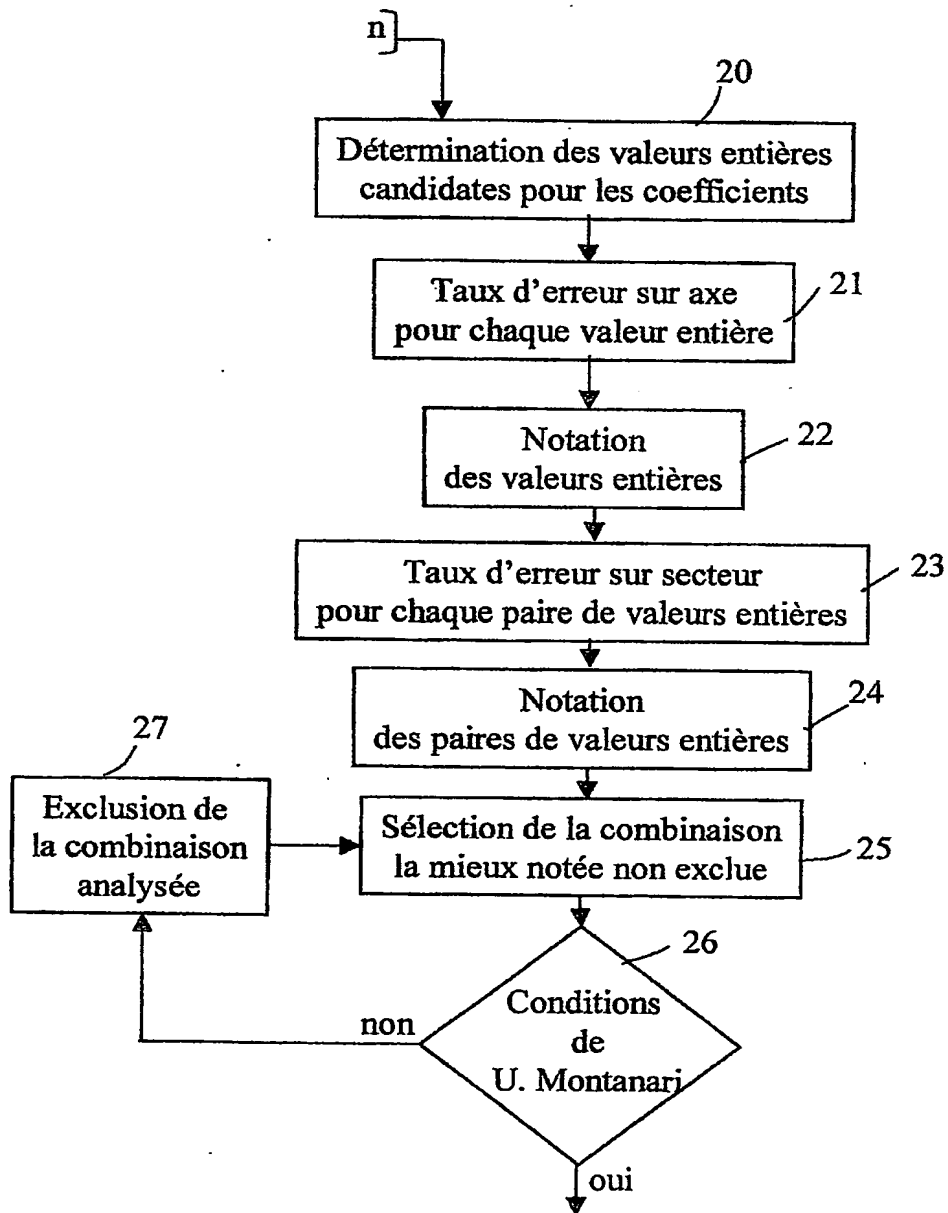 n
20
Détermination des valeurs entières
candidates pour les coefficients
21
Taux d'erreur sur axe
pour chaque valeur entière
22
Notation
des valeurs entières
23
Taux d'erreur sur secteur
pour chaque paire de valeurs entières
24
Notation
des paires de valeurs entières
27
Exclusion de
la combinaison
analysée
25
Sélection de la combinaison
la mieux notée non exclue
26
Conditions
de
U. Montanari
non
oui